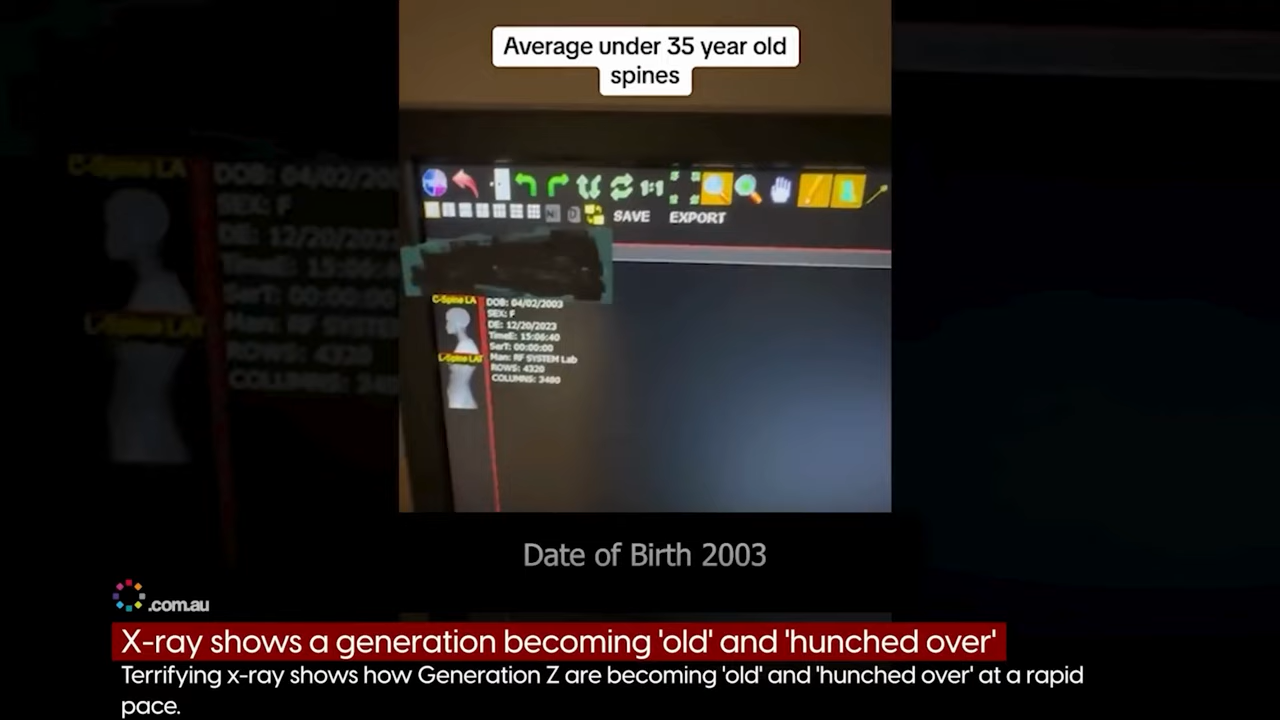 Average under 35 year old
spines
SAVE EXPORT
C-Spine LA
DOB: 04/02/2003
SEX: F
DE: 12/20/2023
TimeE: 15:06:40
SerT: 00:00:00
L-Spine LAT
Man: RF SYSTEM Lab
ROWS: 4320
COLUMNS: 3480
Date of Birth 2003
.com.au
X-ray shows a generation becoming 'old' and 'hunched over'
Terrifying x-ray shows how Generation Z are becoming 'old' and 'hunched over' at a rapid
pace.